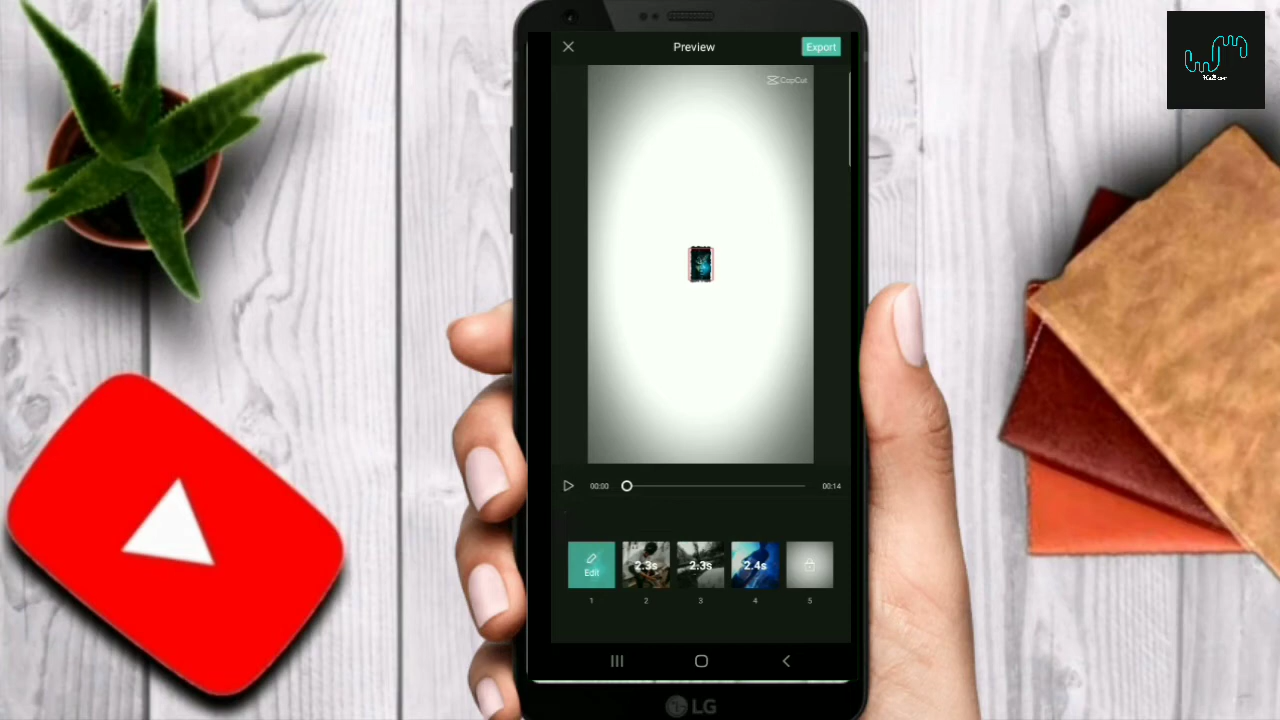 Preview
Export
CapCut
00:00
00:14
Edit
2.3s
2.3s
2.4s
1
2
3
4
5
LG